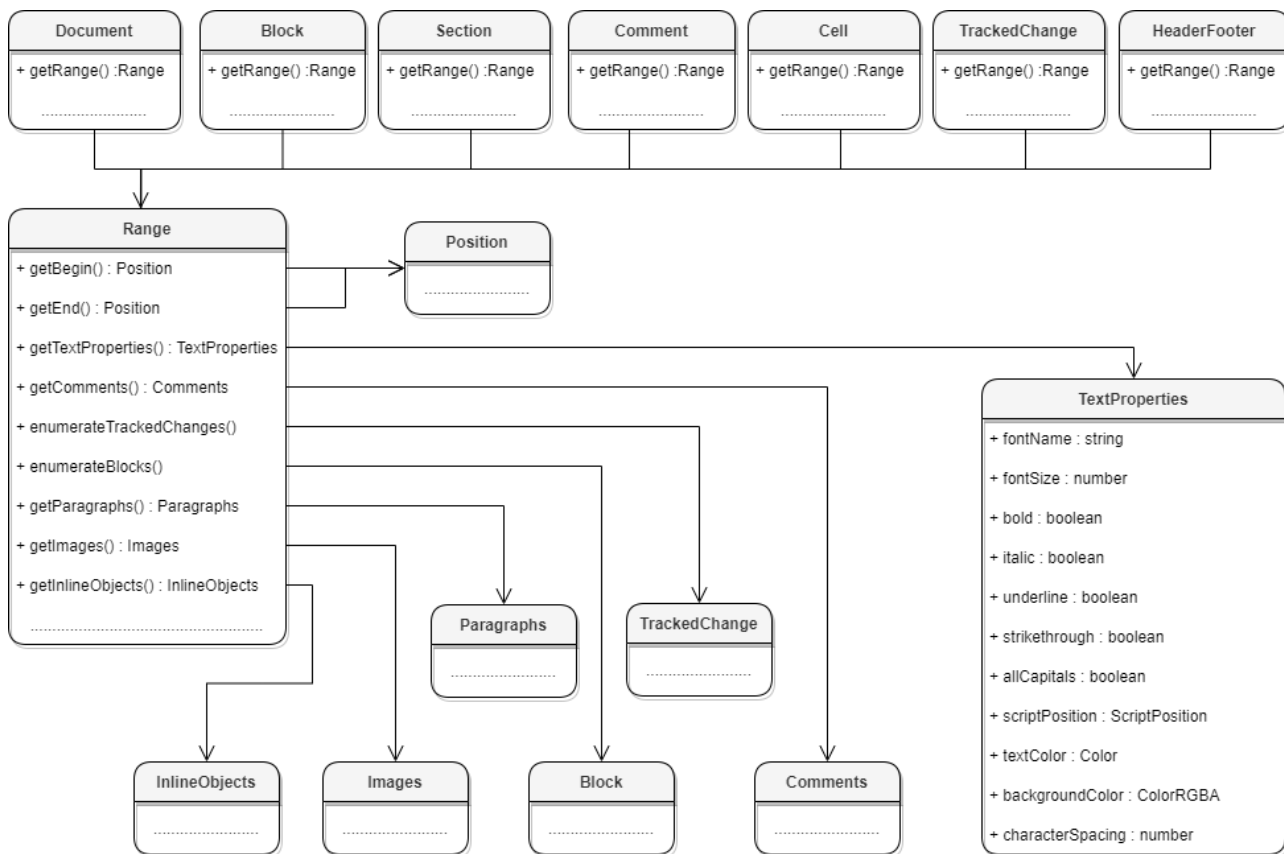 Document
+ getRange() :Range
..........................
Block
+ getRange() :Range
..........................
Section
+ getRange() :Range
..........................
Comment
+ getRange() :Range
..........................
Cell
+ getRange() :Range
..........................
TrackedChange
+ getRange() :Range
..........................
HeaderFooter
+ getRange() :Range
..........................
Range
+ getBegin() : Position
+ getEnd() : Position
+ getTextProperties() : TextProperties
+ getComments() : Comments
+ enumerateTrackedChanges()
+ enumerateBlocks()
+ getParagraphs() : Paragraphs
+ getImages() : Images
+ getInlineObjects() : InlineObjects
..........................................................
Position
..........................
TextProperties
+ fontName : string
+ fontSize : number
+ bold : boolean
+ italic : boolean
+ underline : boolean
+ strikethrough : boolean
+ allCapitals : boolean
+ scriptPosition : ScriptPosition
+ textColor : Color
+ backgroundColor : ColorRGBA
+ characterSpacing : number
Paragraphs
..........................
TrackedChange
..........................
InlineObjects
..........................
Images
..........................
Block
..........................
Comments
..........................